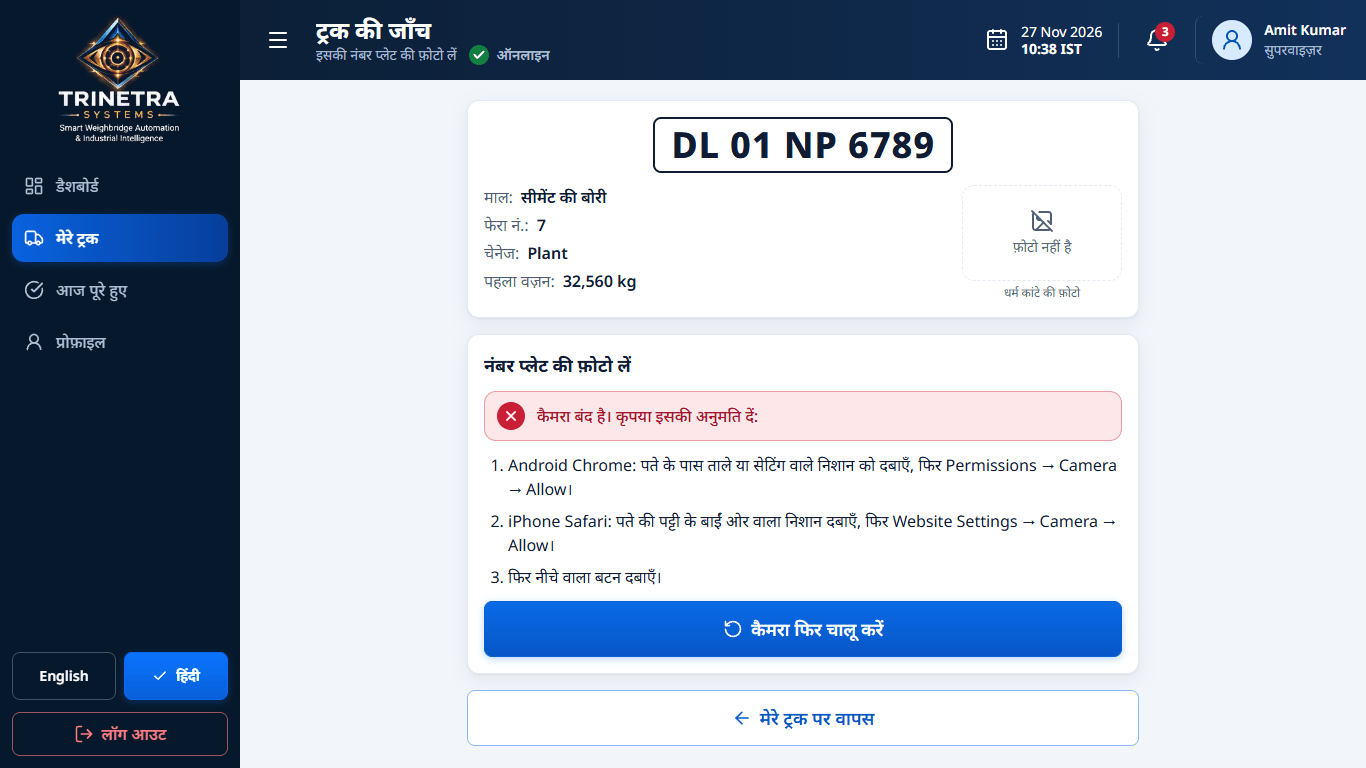 TRINETRA
SYSTEMS
Smart Weighbridge Automation
& Industrial Intelligence
डैशबोर्ड
मेरे ट्रक
आज पूरे हुए
प्रोफ़ाइल
English
हिंदी
लॉग आउट
ट्रक की जाँच
इसकी नंबर प्लेट की फ़ोटो लें
ऑनलाइन
27 Nov 2026
10:38 IST
3
Amit Kumar
सुपरवाइज़र
DL 01 NP 6789
माल: सीमेंट की बोरी
फेरा नं.: 7
चेनेज: Plant
पहला वज़न: 32,560 kg
फ़ोटो नहीं है
धर्म कांटे की फ़ोटो
नंबर प्लेट की फ़ोटो लें
कैमरा बंद है। कृपया इसकी अनुमति दें:
1. Android Chrome: पते के पास ताले या सेटिंग वाले निशान को दबाएँ, फिर Permissions → Camera
→ Allow।
2. iPhone Safari: पते की पट्टी के बाईं ओर वाला निशान दबाएँ, फिर Website Settings → Camera →
Allow।
3. फिर नीचे वाला बटन दबाएँ।
कैमरा फिर चालू करें
← मेरे ट्रक पर वापस